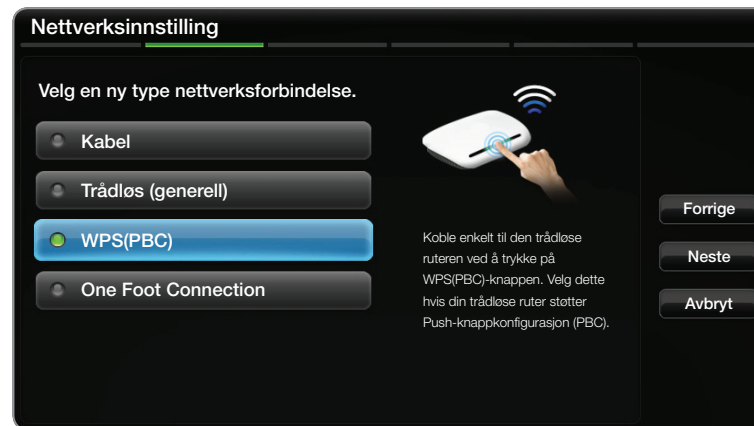 Nettverksinnstilling
Velg en ny type nettverksforbindelse.
Kabel
Trådløs (generell)
WPS(PBC)
One Foot Connection
Koble enkelt til den trådløse
ruteren ved å trykke på
WPS(PBC)-knappen. Velg dette
hvis din trådløse ruter støtter
Push-knappkonfigurasjon (PBC).
Forrige
Neste
Avbryt